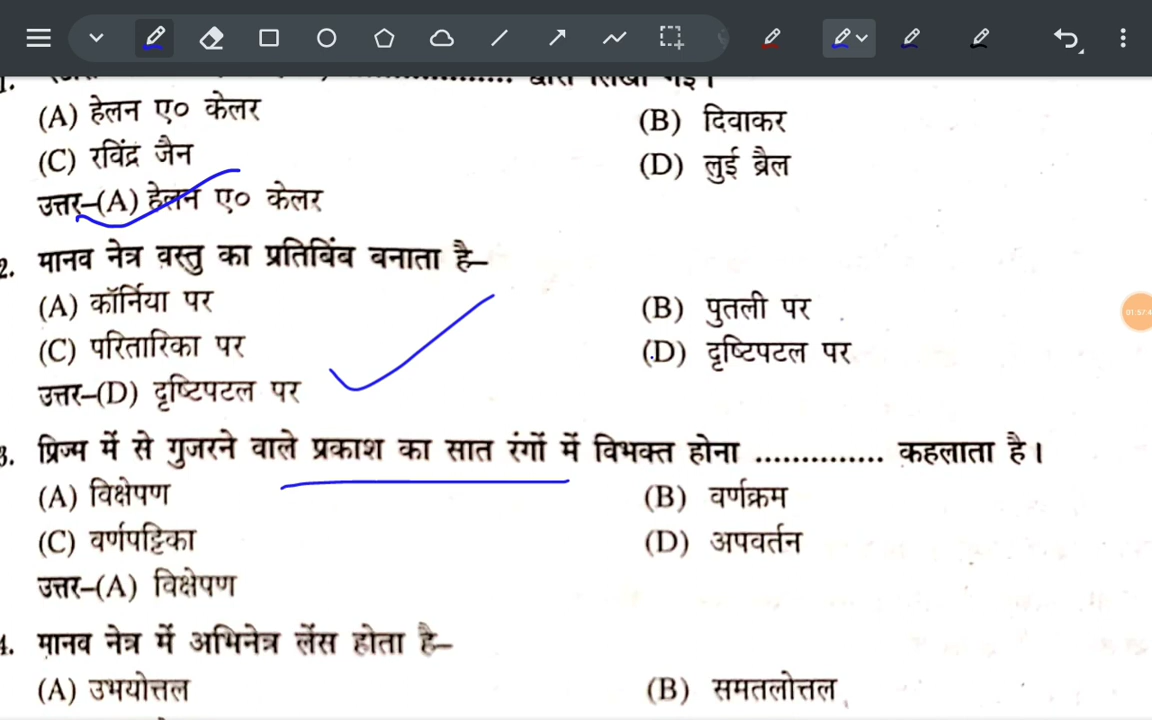 1. ............... द्वारा लिखी गई।
(A) हेलन ए० केलर (B) दिवाकर
(C) रविंद्र जैन (D) लुई ब्रैल
उत्तर–(A) हेलन ए० केलर
2. मानव नेत्र वस्तु का प्रतिबिंब बनाता है–
(A) कॉर्निया पर (B) पुतली पर
(C) परितारिका पर (D) दृष्टिपटल पर
उत्तर–(D) दृष्टिपटल पर
3. प्रिज्म में से गुजरने वाले प्रकाश का सात रंगों में विभक्त होना .............. कहलाता है।
(A) विक्षेपण (B) वर्णक्रम
(C) वर्णपट्टिका (D) अपवर्तन
उत्तर–(A) विक्षेपण
4. मानव नेत्र में अभिनेत्र लेंस होता है–
(A) उभयोत्तल (B) समतलोत्तल